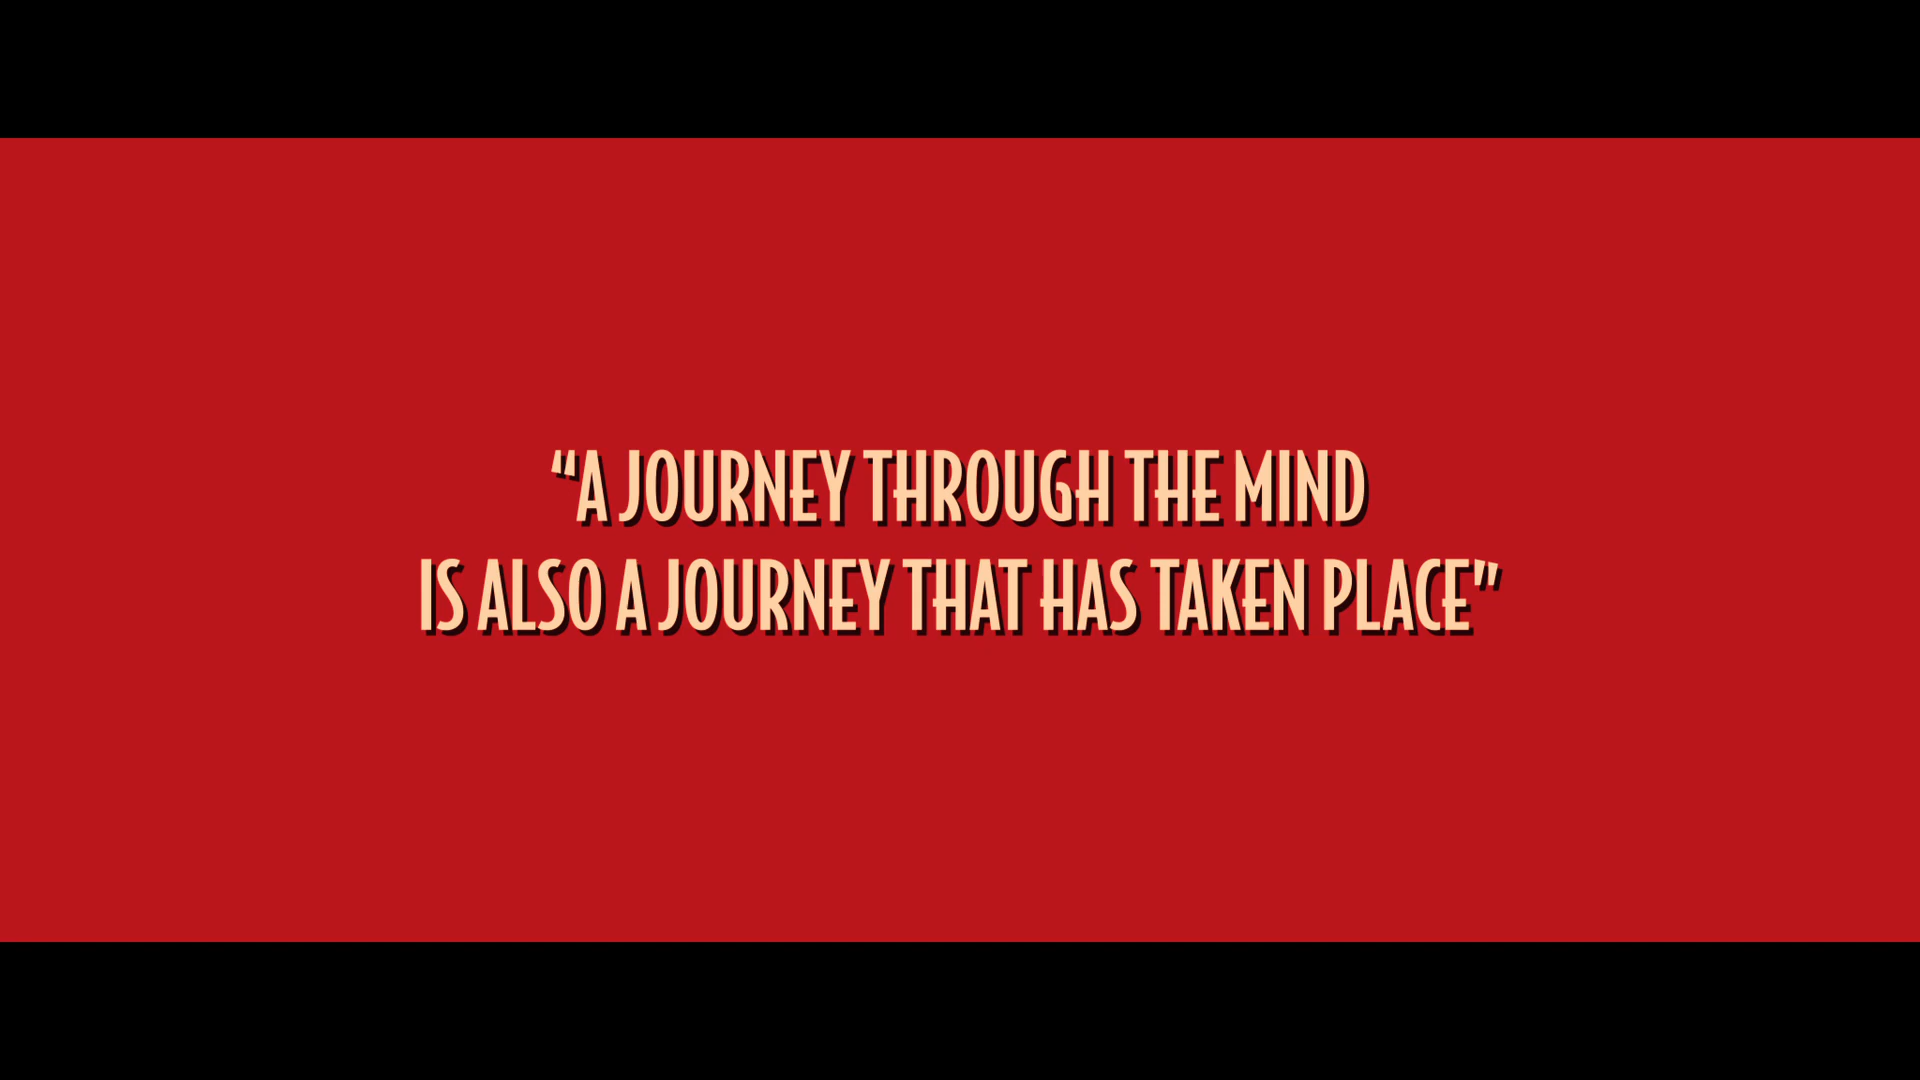 “A JOURNEY THROUGH THE MIND
IS ALSO A JOURNEY THAT HAS TAKEN PLACE”